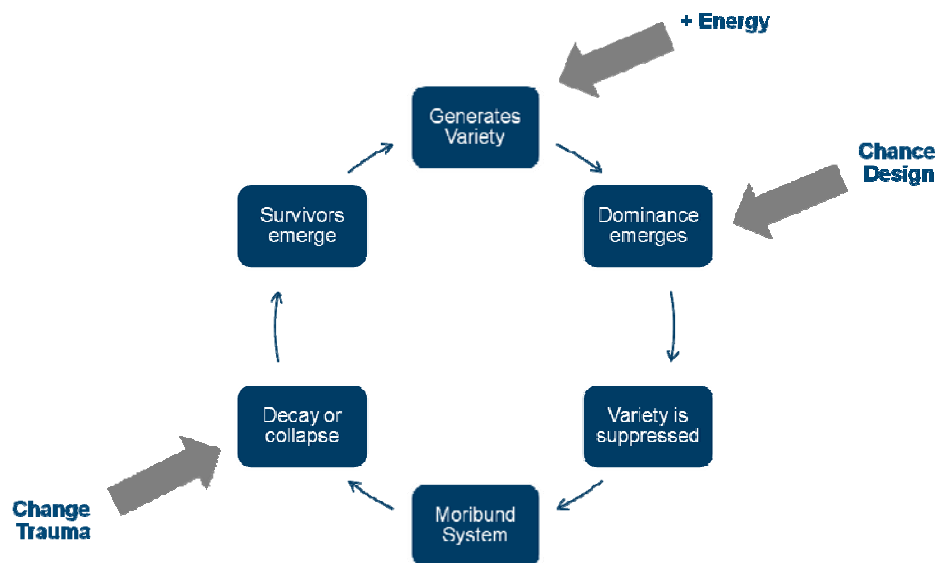 + Energy
Generates
Variety
Chance
Design
Survivors
emerge
Dominance
emerges
Decay or
collapse
Variety is
suppressed
Change
Trauma
Moribund
System